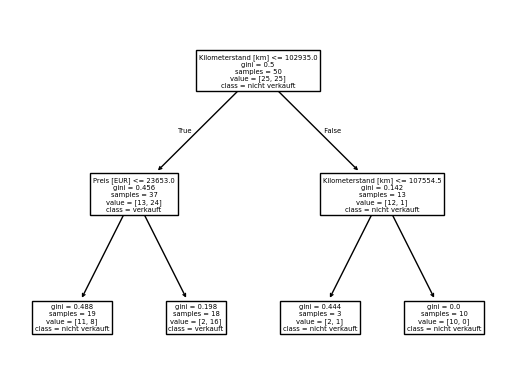 Kilometerstand [km] <= 102935.0
gini = 0.5
samples = 50
value = [25, 25]
class = nicht verkauft
True
False
Preis [EUR] <= 23653.0
gini = 0.456
samples = 37
value = [13, 24]
class = verkauft
Kilometerstand [km] <= 107554.5
gini = 0.142
samples = 13
value = [12, 1]
class = nicht verkauft
gini = 0.488
samples = 19
value = [11, 8]
class = nicht verkauft
gini = 0.198
samples = 18
value = [2, 16]
class = verkauft
gini = 0.444
samples = 3
value = [2, 1]
class = nicht verkauft
gini = 0.0
samples = 10
value = [10, 0]
class = nicht verkauft